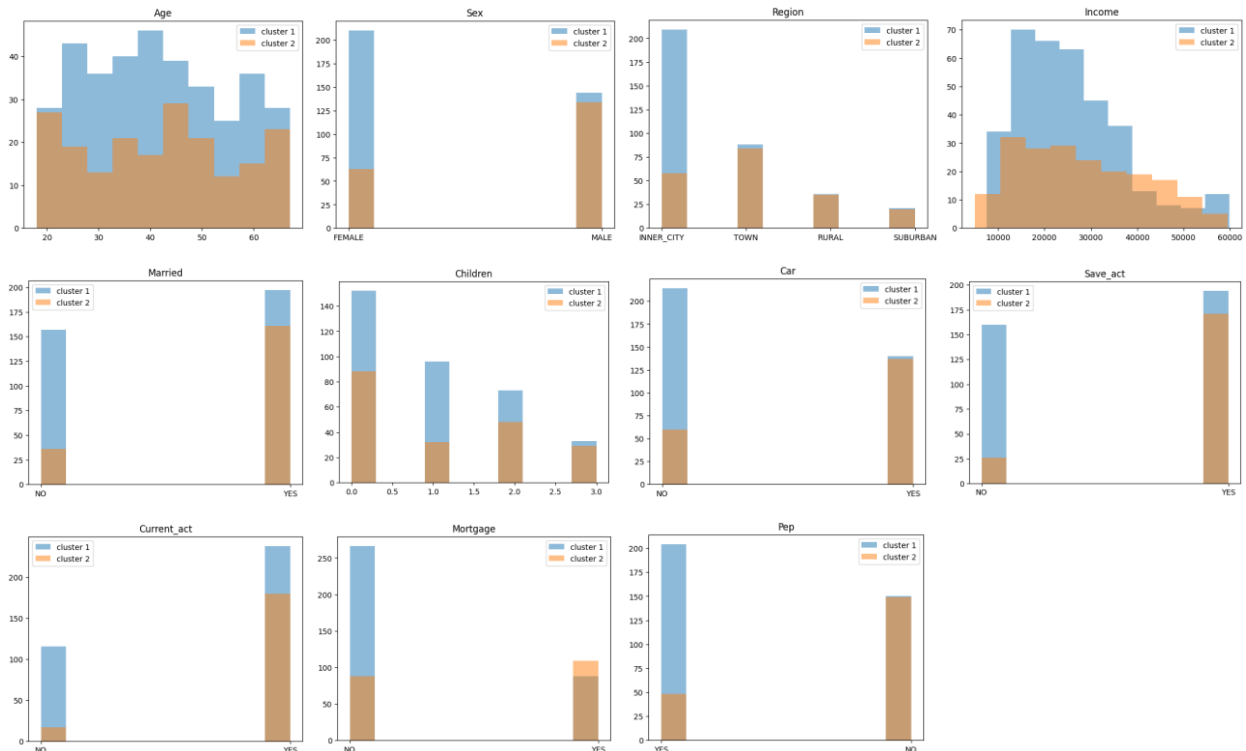 Age
cluster 1
cluster 2
40
30
20
10
0
20 30 40 50 60
Sex
cluster 1
cluster 2
200
175
150
125
100
75
50
25
0
FEMALE MALE
Region
cluster 1
cluster 2
200
175
150
125
100
75
50
25
0
INNER_CITY TOWN RURAL SUBURBAN
Income
cluster 1
cluster 2
70
60
50
40
30
20
10
0
10000 20000 30000 40000 50000 60000
Married
cluster 1
cluster 2
200
175
150
125
100
75
50
25
0
NO YES
Children
cluster 1
cluster 2
140
120
100
80
60
40
20
0
0.0 0.5 1.0 1.5 2.0 2.5 3.0
Car
cluster 1
cluster 2
200
175
150
125
100
75
50
25
0
NO YES
Save_act
cluster 1
cluster 2
200
175
150
125
100
75
50
25
0
NO YES
Current_act
cluster 1
cluster 2
200
150
100
50
0
NO YES
Mortgage
cluster 1
cluster 2
250
200
150
100
50
0
NO YES
Pep
cluster 1
cluster 2
200
175
150
125
100
75
50
25
0
YES NO